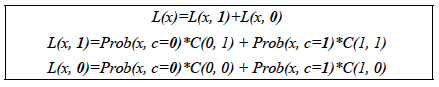 L(x)=L(x, 1)+L(x, 0)
L(x, 1)=Prob(x, c=0)*C(0, 1) + Prob(x, c=1)*C(1, 1)
L(x, 0)=Prob(x, c=0)*C(0, 0) + Prob(x, c=1)*C(1, 0)